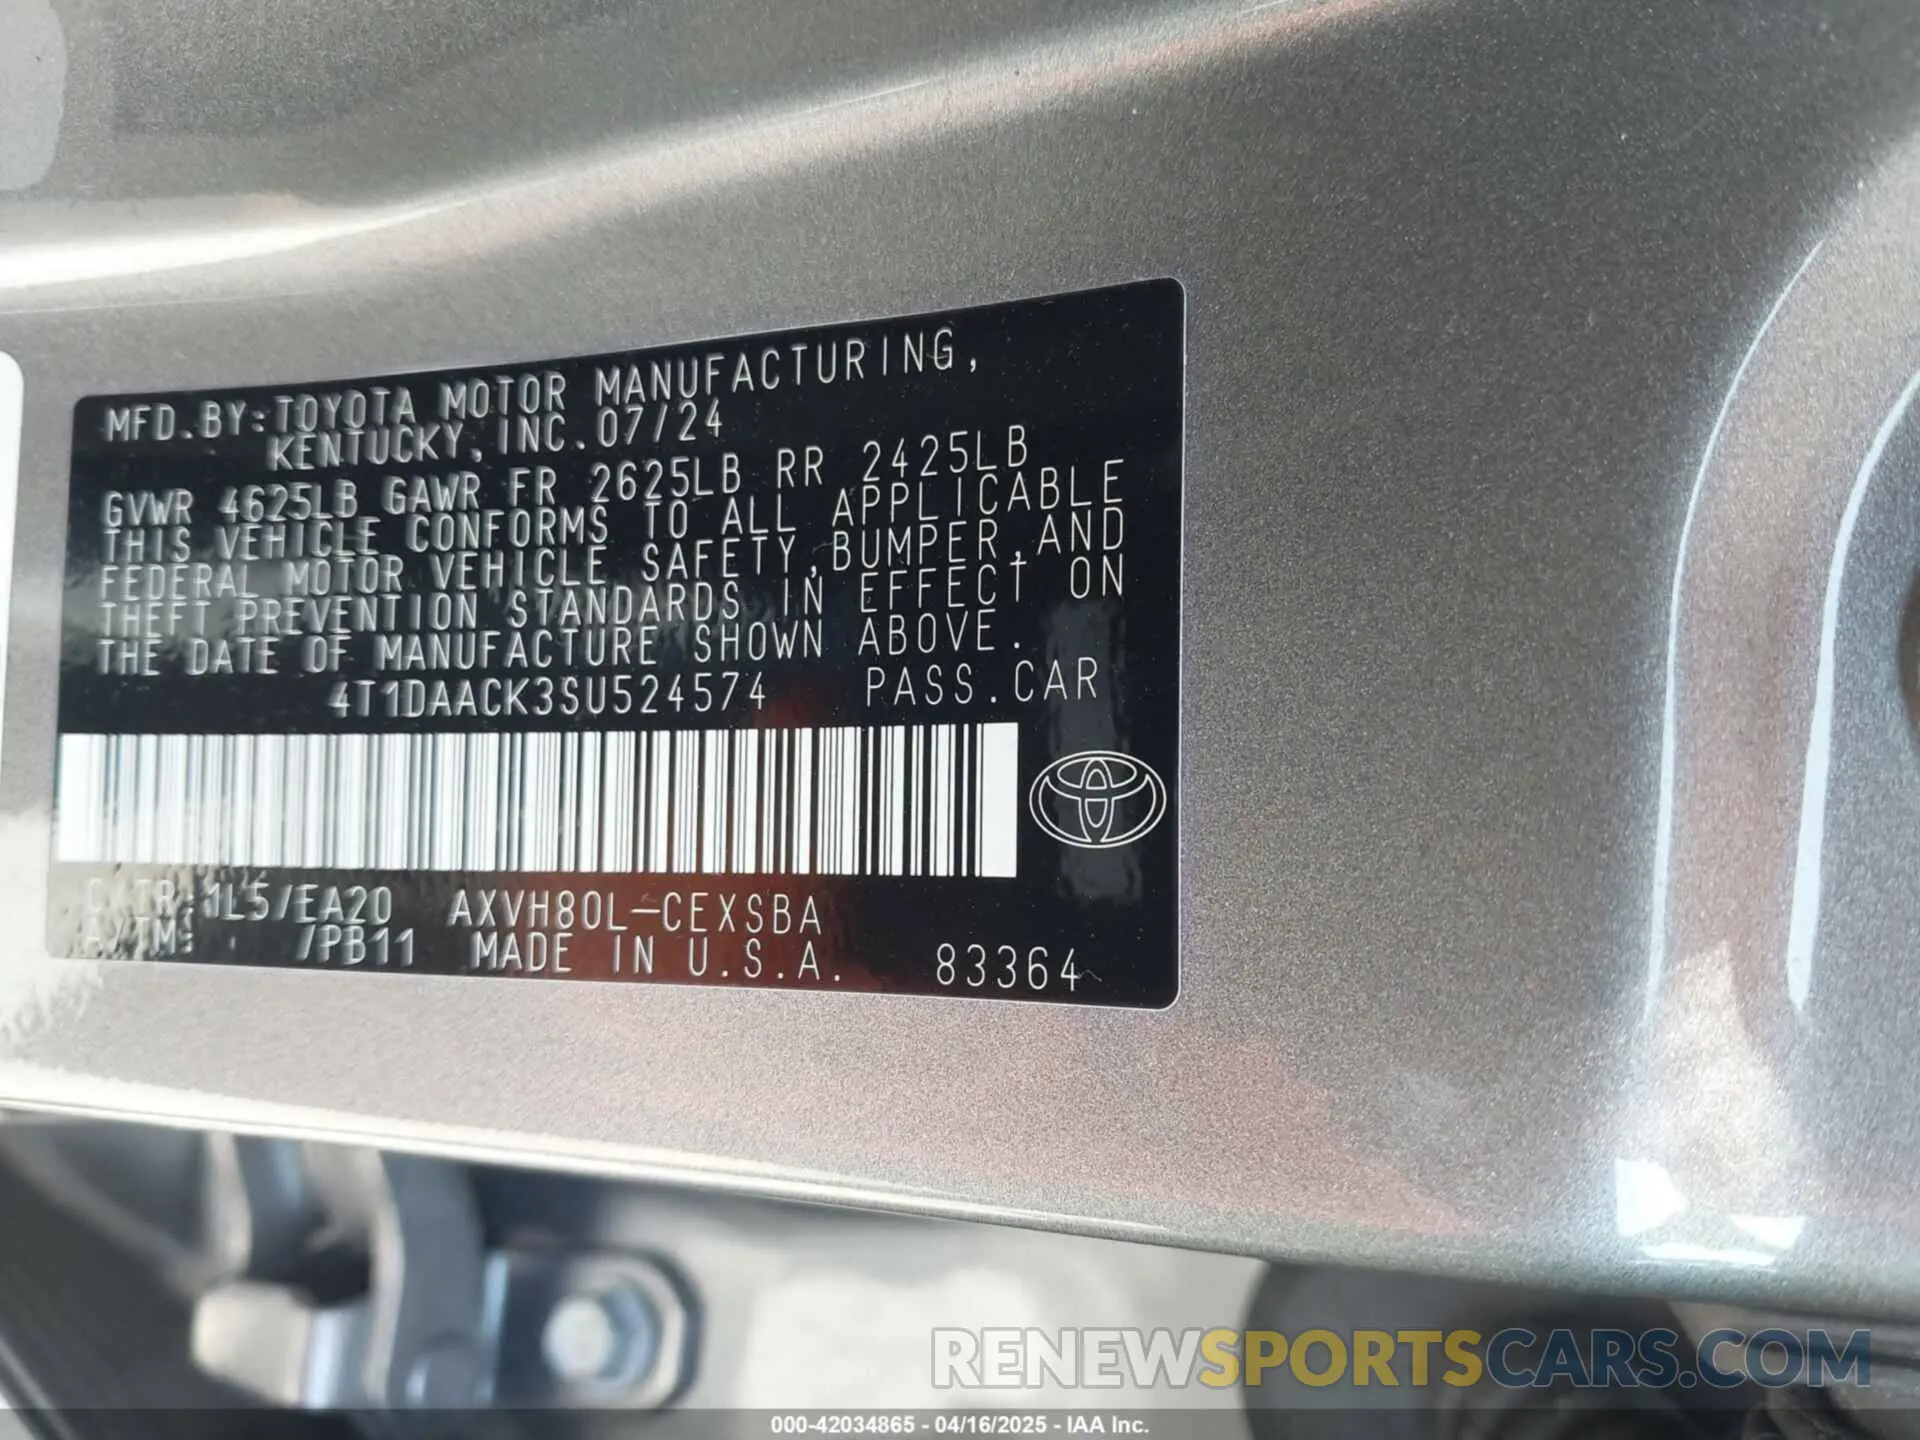 MFD.BY:TOYOTA MOTOR MANUFACTURING,
KENTUCKY, INC.07/24
GVWR 4625LB GAWR FR 2625LB RR 2425LB
THIS VEHICLE CONFORMS TO ALL APPLICABLE
FEDERAL MOTOR VEHICLE SAFETY,BUMPER,AND
THEFT PREVENTION STANDARDS IN EFFECT ON
THE DATE OF MANUFACTURE SHOWN ABOVE.
4T1DAACK3SU524574 PASS.CAR
C/TR:1L5/EA20 AXVH80L-CEXSBA
A/TM: /PB11 MADE IN U.S.A. 83364
RENEWSPORTSCARS.COM
000-42034865 - 04/16/2025 - IAA Inc.